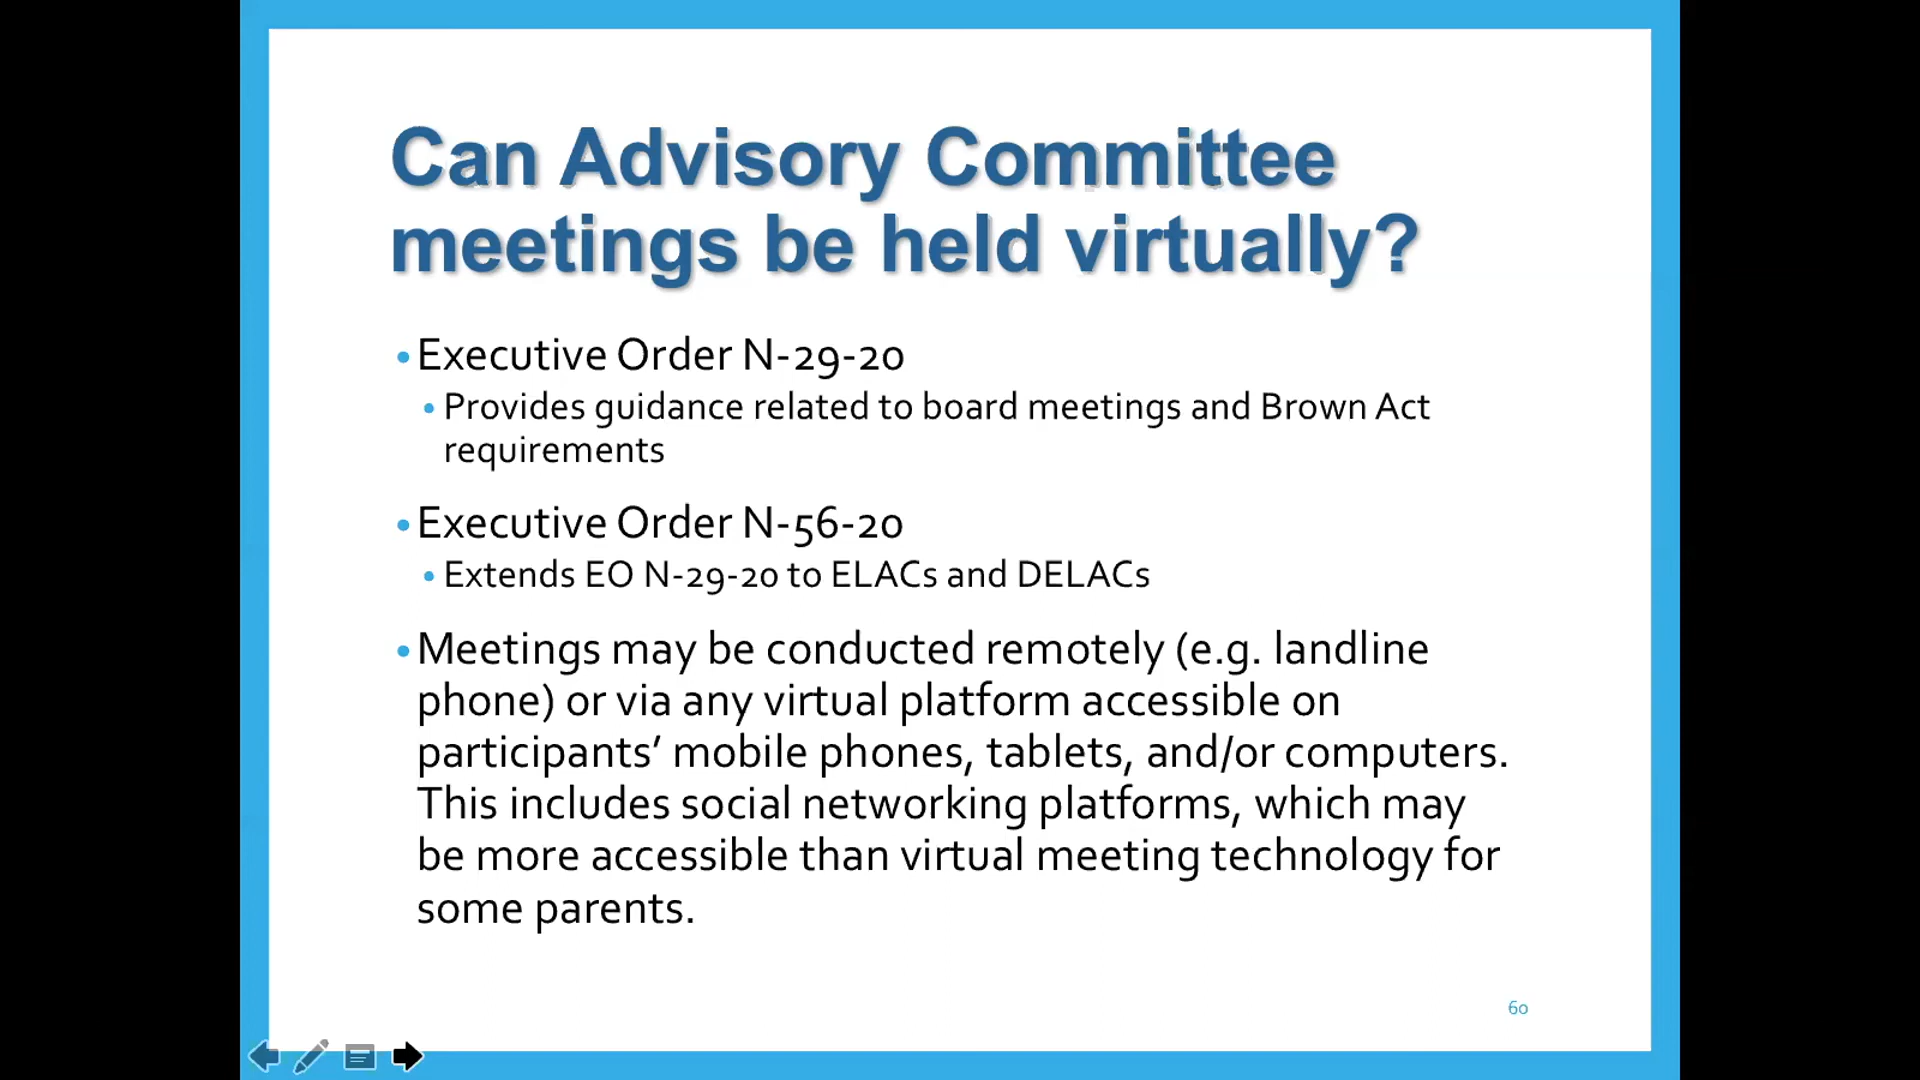 Can Advisory Committee
meetings be held virtually?
• Executive Order N-29-20
• Provides guidance related to board meetings and Brown Act
requirements
• Executive Order N-56-20
• Extends EO N-29-20 to ELACs and DELACs
• Meetings may be conducted remotely (e.g. landline
phone) or via any virtual platform accessible on
participants’ mobile phones, tablets, and/or computers.
This includes social networking platforms, which may
be more accessible than virtual meeting technology for
some parents.
60